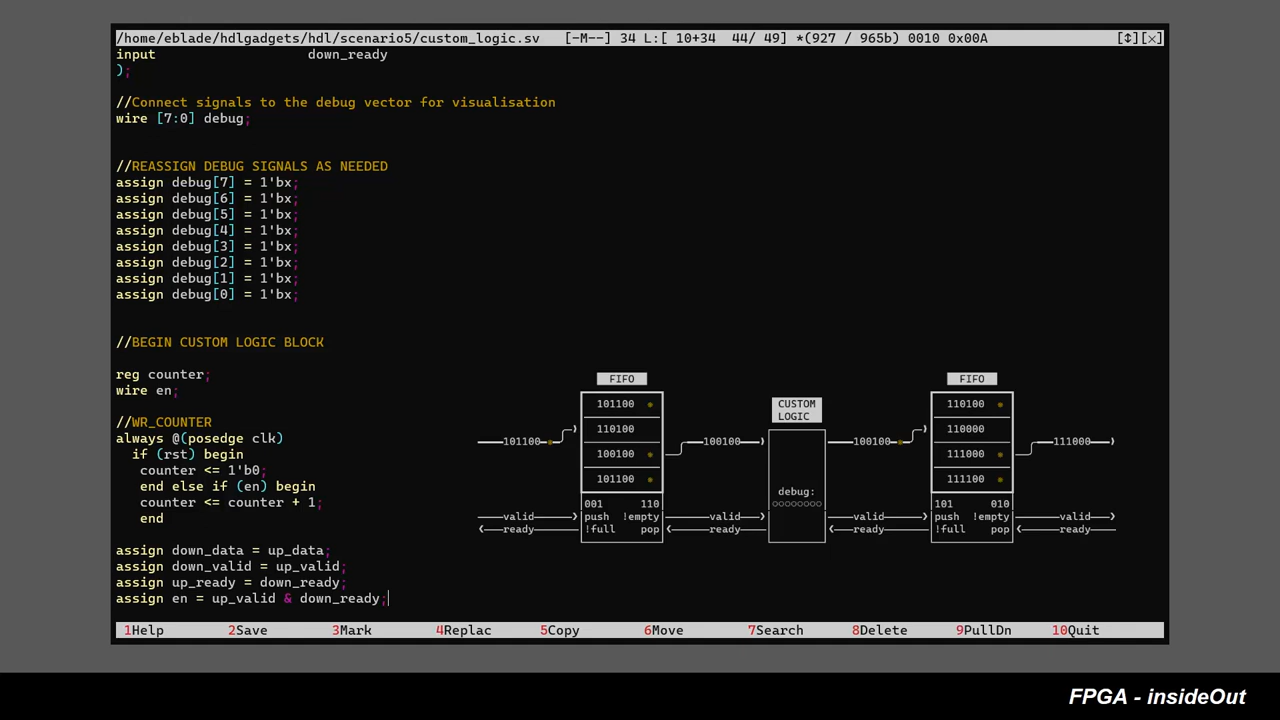 /home/eblade/hdlgadgets/hdl/scenario5/custom_logic.sv [-M--] 34 L:[ 10+34 44/ 49] *(927 / 965b) 0010 0x00A [↕][×]
input down_ready
);
//Connect signals to the debug vector for visualisation
wire [7:0] debug;
//REASSIGN DEBUG SIGNALS AS NEEDED
assign debug[7] = 1'bx;
assign debug[6] = 1'bx;
assign debug[5] = 1'bx;
assign debug[4] = 1'bx;
assign debug[3] = 1'bx;
assign debug[2] = 1'bx;
assign debug[1] = 1'bx;
assign debug[0] = 1'bx;
//BEGIN CUSTOM LOGIC BLOCK
reg counter;
wire en;
//WR_COUNTER
always @(posedge clk)
if (rst) begin
counter <= 1'b0;
end else if (en) begin
counter <= counter + 1;
end
assign down_data = up_data;
assign down_valid = up_valid;
assign up_ready = down_ready;
assign en = up_valid & down_ready;
FIFO
101100
110100
100100
101100
001 110
push !empty
!full pop
101100
valid
ready
100100
valid
ready
CUSTOM
LOGIC
debug:
100100
valid
ready
FIFO
110100
110000
111000
111100
101 010
push !empty
!full pop
111000
valid
ready
1Help 2Save 3Mark 4Replac 5Copy 6Move 7Search 8Delete 9PullDn 10Quit
FPGA - insideOut